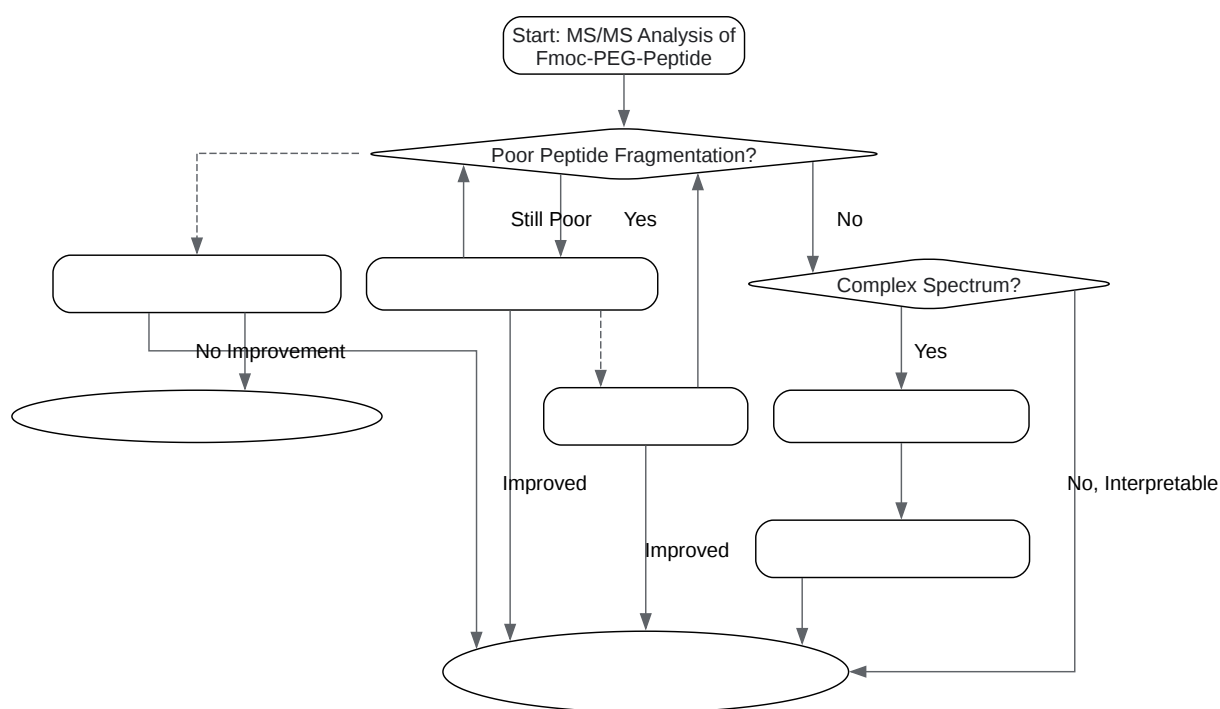 Start: MS/MS Analysis of
Fmoc-PEG-Peptide
Poor Peptide Fragmentation?
Still Poor
Yes
No
Complex Spectrum?
No Improvement
Yes
Improved
No, Interpretable
Improved